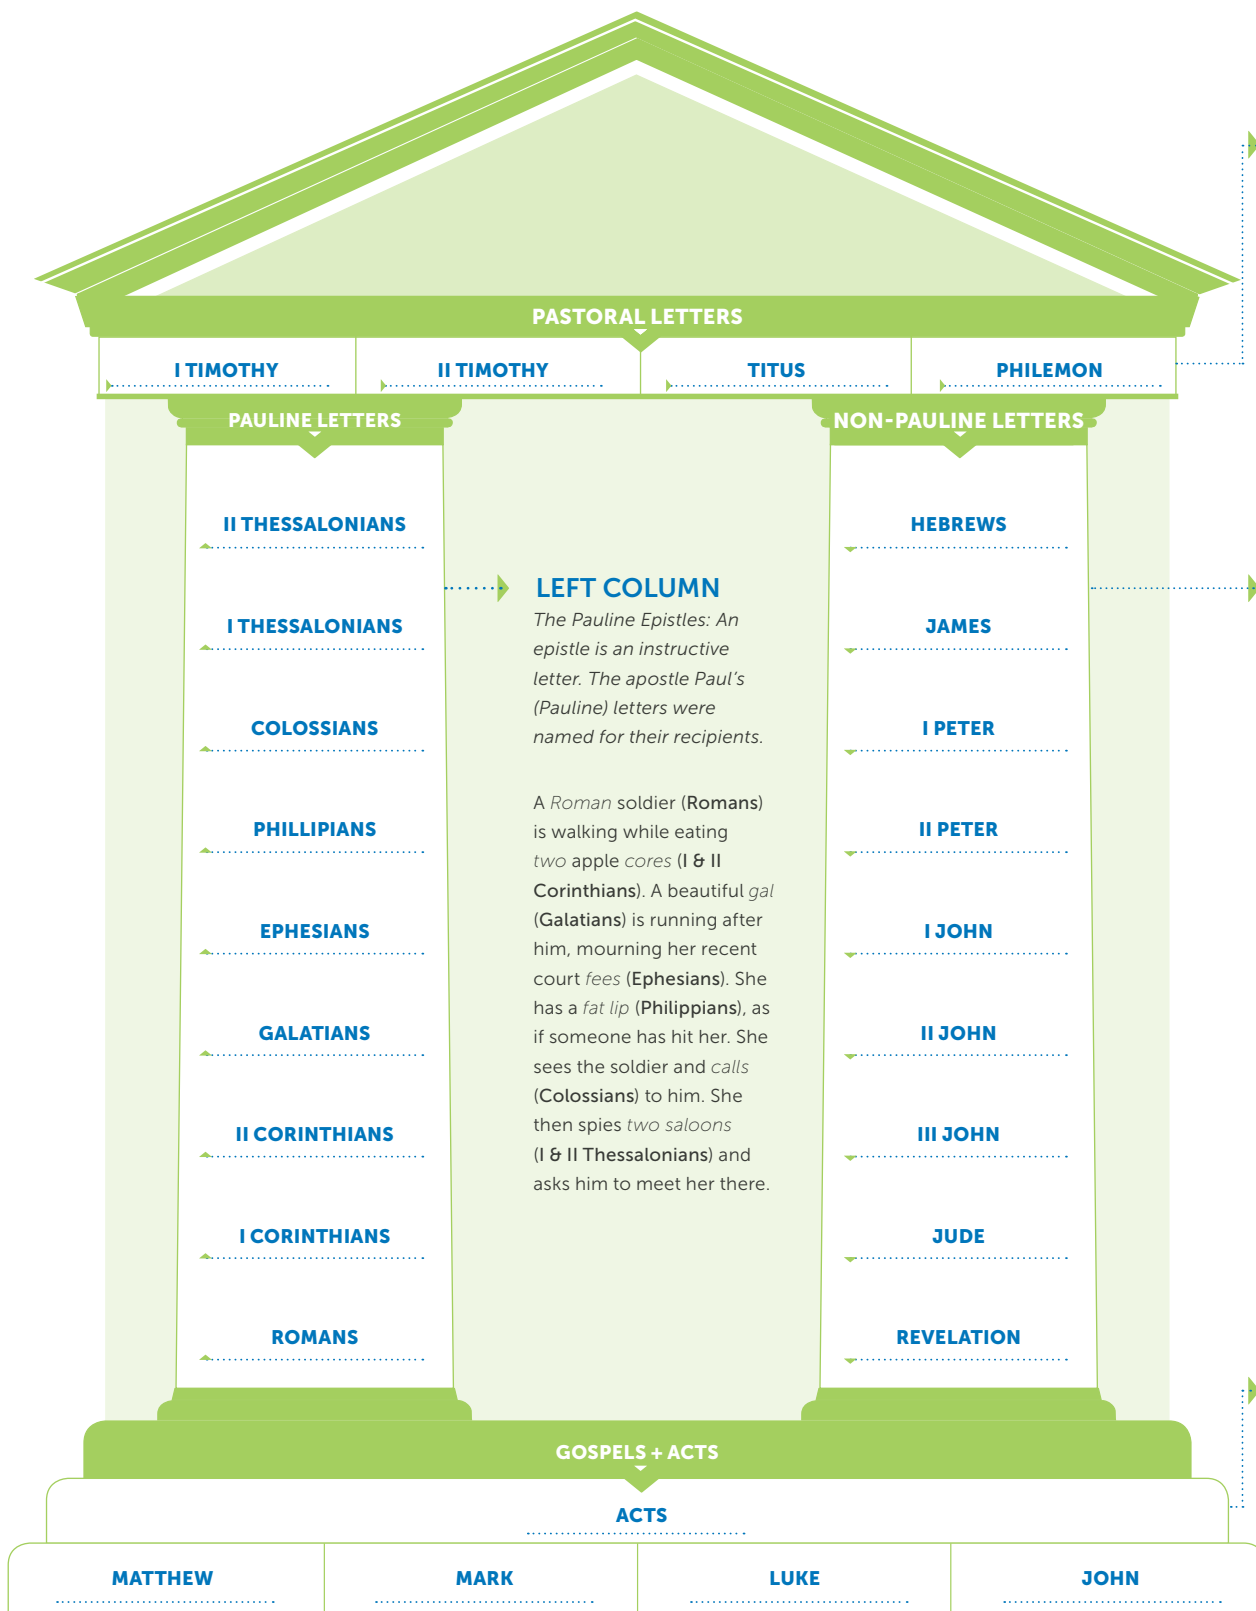 PASTORAL LETTERS
I TIMOTHY
II TIMOTHY
TITUS
PHILEMON
PAULINE LETTERS
II THESSALONIANS
I THESSALONIANS
COLOSSIANS
PHILLIPIANS
EPHESIANS
GALATIANS
II CORINTHIANS
I CORINTHIANS
ROMANS
LEFT COLUMN
The Pauline Epistles: An
epistle is an instructive
letter. The apostle Paul’s
(Pauline) letters were
named for their recipients.
A Roman soldier (Romans)
is walking while eating
two apple cores (I & II
Corinthians). A beautiful gal
(Galatians) is running after
him, mourning her recent
court fees (Ephesians). She
has a fat lip (Philippians), as
if someone has hit her. She
sees the soldier and calls
(Colossians) to him. She
then spies two saloons
(I & II Thessalonians) and
asks him to meet her there.
NON-PAULINE LETTERS
HEBREWS
JAMES
I PETER
II PETER
I JOHN
II JOHN
III JOHN
JUDE
REVELATION
GOSPELS + ACTS
ACTS
MATTHEW
MARK
LUKE
JOHN